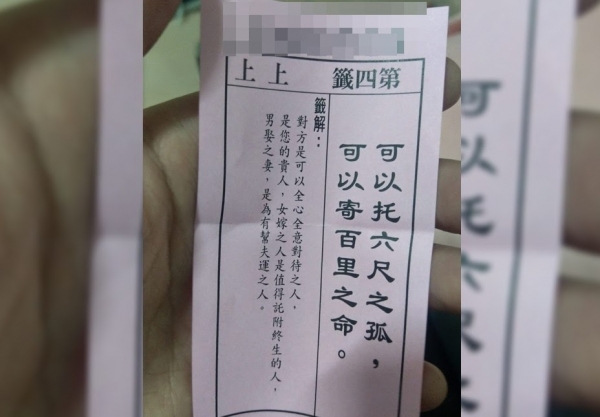 第四籤 上上
可以托六尺之孤，
可以寄百里之命。
籤解：
對方是可以全心全意對待之人，
是您的貴人，女嫁之人是值得託附終生的人，
男娶之妻，是為有幫夫運之人。